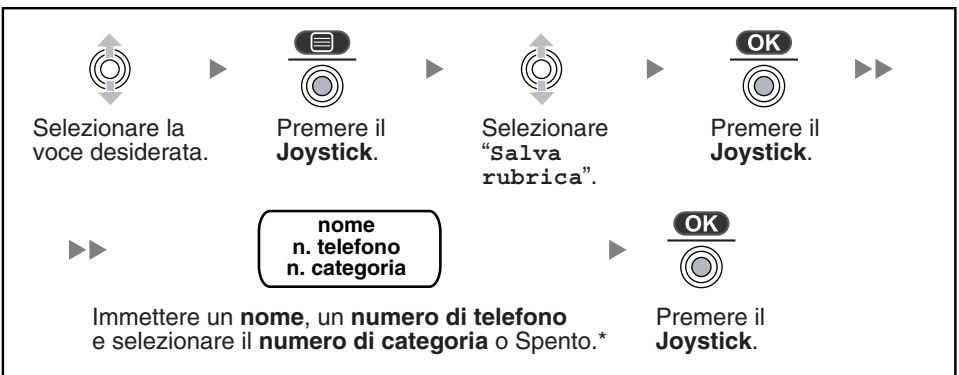 OK
Selezionare la
voce desiderata.
Premere il
Joystick.
Selezionare
“Salva
rubrica”.
Premere il
Joystick.
nome
n. telefono
n. categoria
OK
Immettere un nome, un numero di telefono
e selezionare il numero di categoria o Spento.*
Premere il
Joystick.